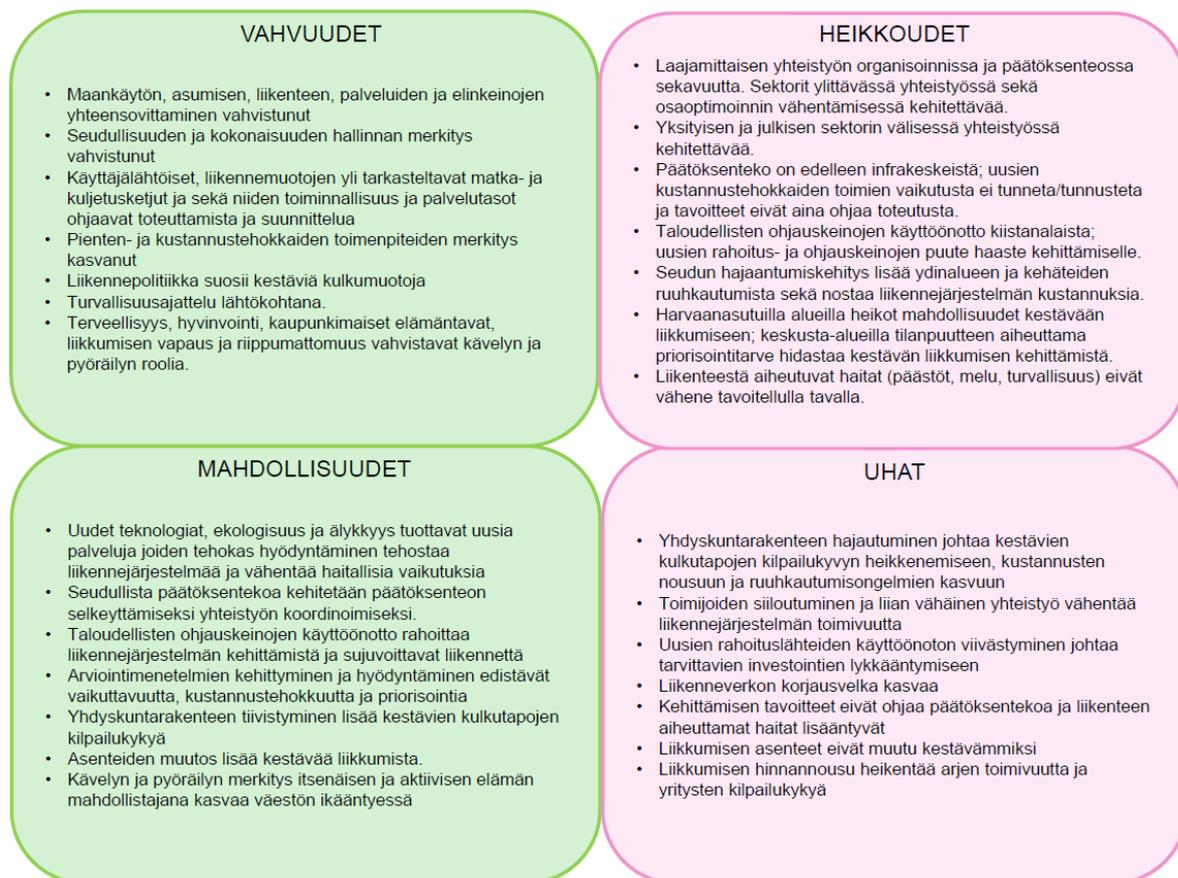 VAHVUUDET
• Maankäytön, asumisen, liikenteen, palveluiden ja elinkeinojen
yhteensovittaminen vahvistunut
• Seudullisuuden ja kokonaisuuden hallinnan merkitys
vahvistunut
• Käyttäjälähtöiset, liikennemuotojen yli tarkasteltavat matka- ja
kuljetusketjut ja sekä niiden toiminnallisuus ja palvelutasot
ohjaavat toteuttamista ja suunnittelua
• Pienten- ja kustannustehokkaiden toimenpiteiden merkitys
kasvanut
• Liikennepolitiikka suosii kestäviä kulkumuotoja
• Turvallisuusajattelu lähtökohtana.
• Terveellisyys, hyvinvointi, kaupunkimaiset elämäntavat,
liikkumisen vapaus ja riippumattomuus vahvistavat kävelyn ja
pyöräilyn roolia.
HEIKKOUDET
• Laajamittaisen yhteistyön organisoinnissa ja päätöksenteossa
sekavuutta. Sektorit ylittävässä yhteistyössä sekä
osaoptimoinnin vähentämisessä kehitettävää.
• Yksityisen ja julkisen sektorin välisessä yhteistyössä
kehitettävää.
• Päätöksenteko on edelleen infrakeskeistä; uusien
kustannustehokkaiden toimien vaikutusta ei tunneta/tunnusteta
ja tavoitteet eivät aina ohjaa toteutusta.
• Taloudellisten ohjauskeinojen käyttöönotto kiistanalaista;
uusien rahoitus- ja ohjauskeinojen puute haaste kehittämiselle.
• Seudun hajaantumiskehitys lisää ydinalueen ja kehäteiden
ruuhkautumista sekä nostaa liikennejärjestelmän kustannuksia.
• Harvaanasutuilla alueilla heikot mahdollisuudet kestävään
liikkumiseen; keskusta-alueilla tilanpuutteen aiheuttama
priorisointitarve hidastaa kestävän liikkumisen kehittämistä.
• Liikenteestä aiheutuvat haitat (päästöt, melu, turvallisuus) eivät
vähene tavoitellulla tavalla.
MAHDOLLISUUDET
• Uudet teknologiat, ekologisuus ja älykkyys tuottavat uusia
palveluja joiden tehokas hyödyntäminen tehostaa
liikennejärjestelmää ja vähentää haitallisia vaikutuksia
• Seudullista päätöksentekoa kehitetään päätöksenteon
selkeyttämiseksi yhteistyön koordinoimiseksi.
• Taloudellisten ohjauskeinojen käyttöönotto rahoittaa
liikennejärjestelmän kehittämistä ja sujuvoittavat liikennettä
• Arviointimenetelmien kehittyminen ja hyödyntäminen edistävät
vaikuttavuutta, kustannustehokkuutta ja priorisointia
• Yhdyskuntarakenteen tiivistyminen lisää kestävien kulkutapojen
kilpailukykyä
• Asenteiden muutos lisää kestävää liikkumista.
• Kävelyn ja pyöräilyn merkitys itsenäisen ja aktiivisen elämän
mahdollistajana kasvaa väestön ikääntyessä
UHAT
• Yhdyskuntarakenteen hajautuminen johtaa kestävien
kulkutapojen kilpailukyvyn heikkenemiseen, kustannusten
nousuun ja ruuhkautumisongelmien kasvuun
• Toimijoiden siiloutuminen ja liian vähäinen yhteistyö vähentää
liikennejärjestelmän toimivuutta
• Uusien rahoituslähteiden käyttöönoton viivästyminen johtaa
tarvittavien investointien lykkääntymiseen
• Liikenneverkon korjausvelka kasvaa
• Kehittämisen tavoitteet eivät ohjaa päätöksentekoa ja liikenteen
aiheuttamat haitat lisääntyvät
• Liikkumisen asenteet eivät muutu kestävämmiksi
• Liikkumisen hinnannousu heikentää arjen toimivuutta ja
yritysten kilpailukykyä